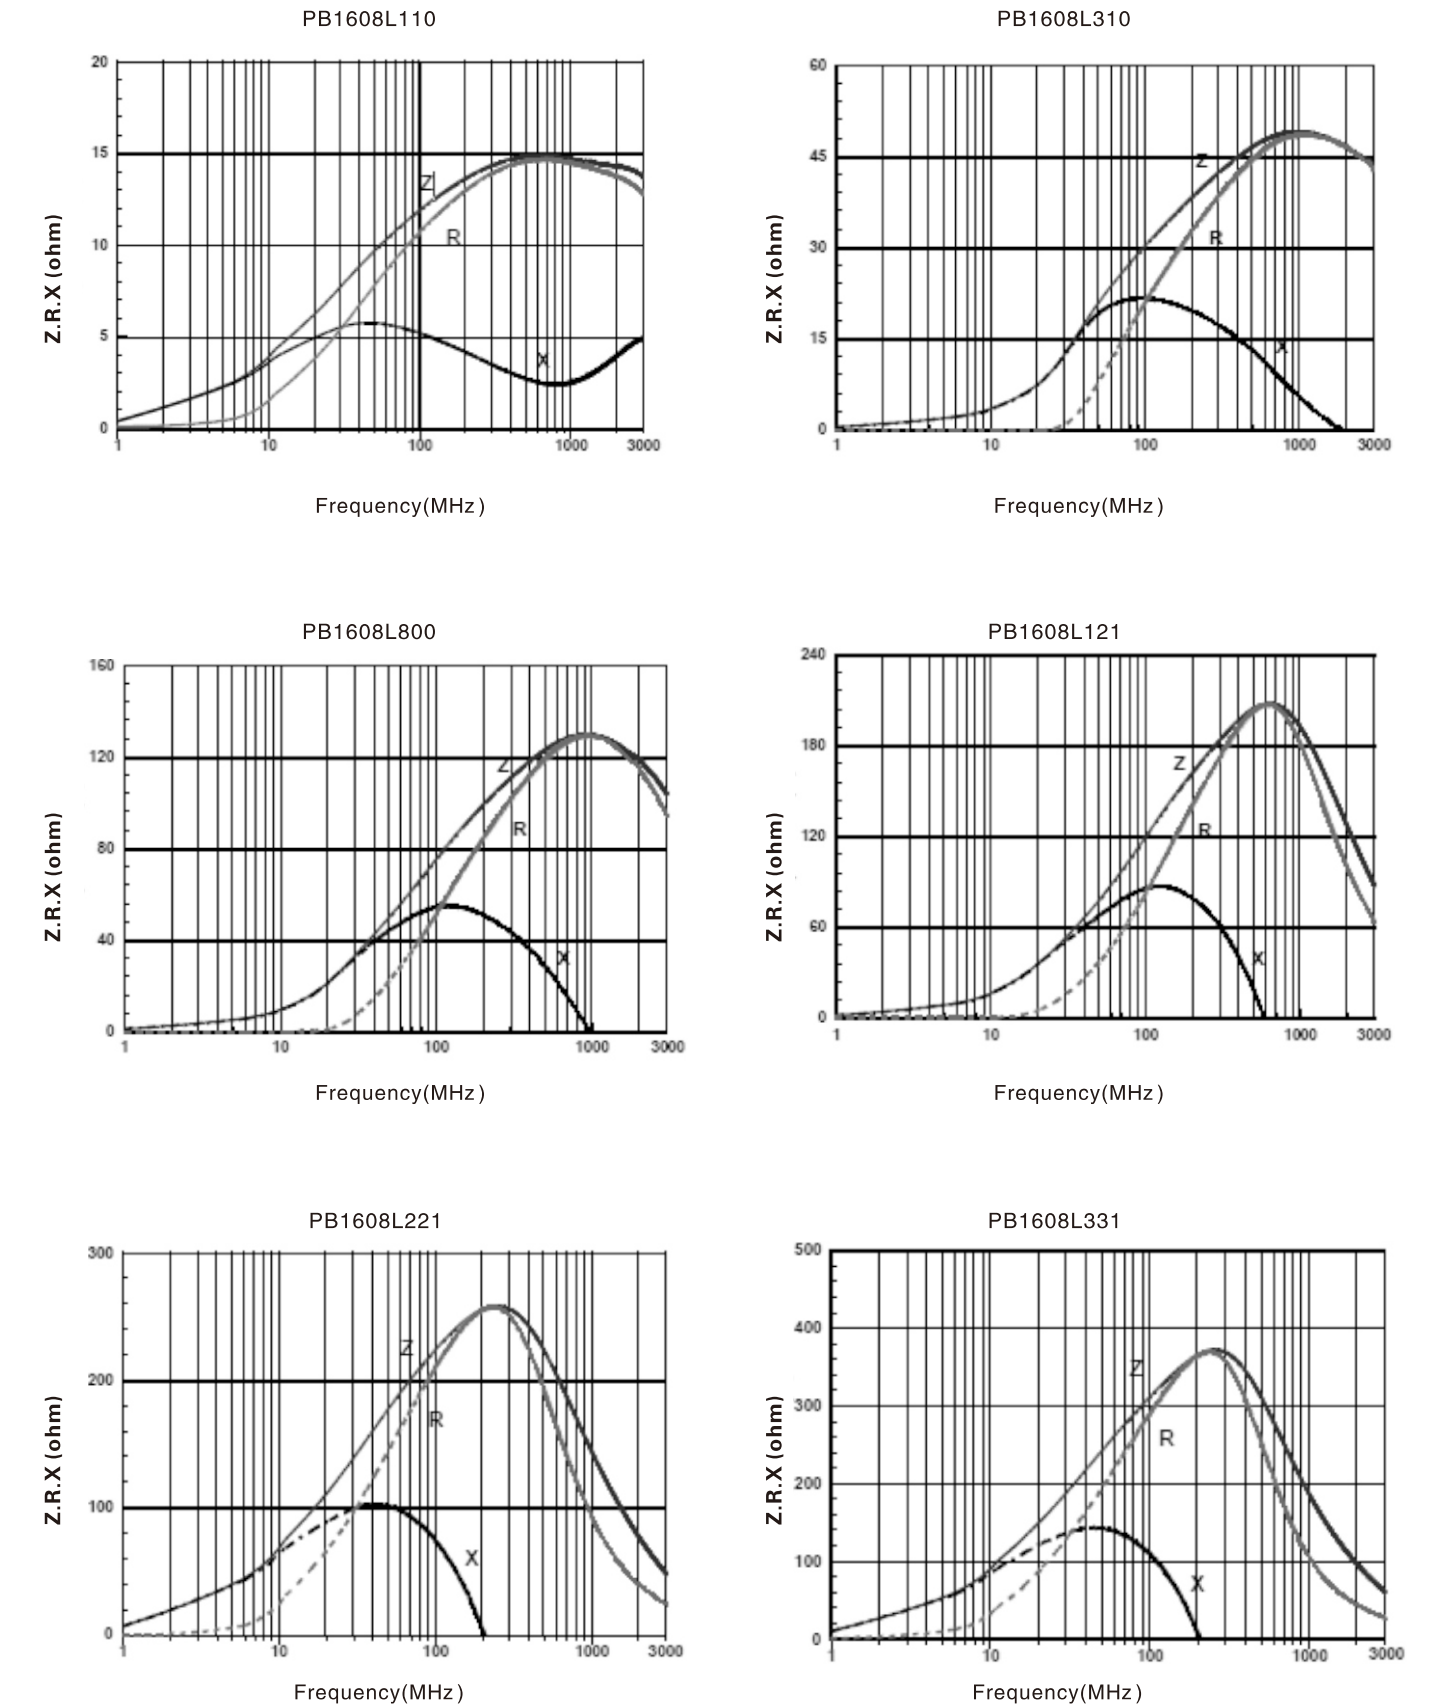 PB1608L110
20
15
10
5
0
Z
R
X
1 10 100 1000 3000
Z.R.X (ohm)
Frequency(MHz)
PB1608L310
60
45
30
15
0
Z
R
X
1 10 100 1000 3000
Z.R.X (ohm)
Frequency(MHz)
PB1608L800
160
120
80
40
0
Z
R
X
1 10 100 1000 3000
Z.R.X (ohm)
Frequency(MHz)
PB1608L121
240
180
120
60
0
Z
R
X
1 10 100 1000 3000
Z.R.X (ohm)
Frequency(MHz)
PB1608L221
300
200
100
0
Z
R
X
1 10 100 1000 3000
Z.R.X (ohm)
Frequency(MHz)
PB1608L331
500
400
300
200
100
0
Z
R
X
1 10 100 1000 3000
Z.R.X (ohm)
Frequency(MHz)